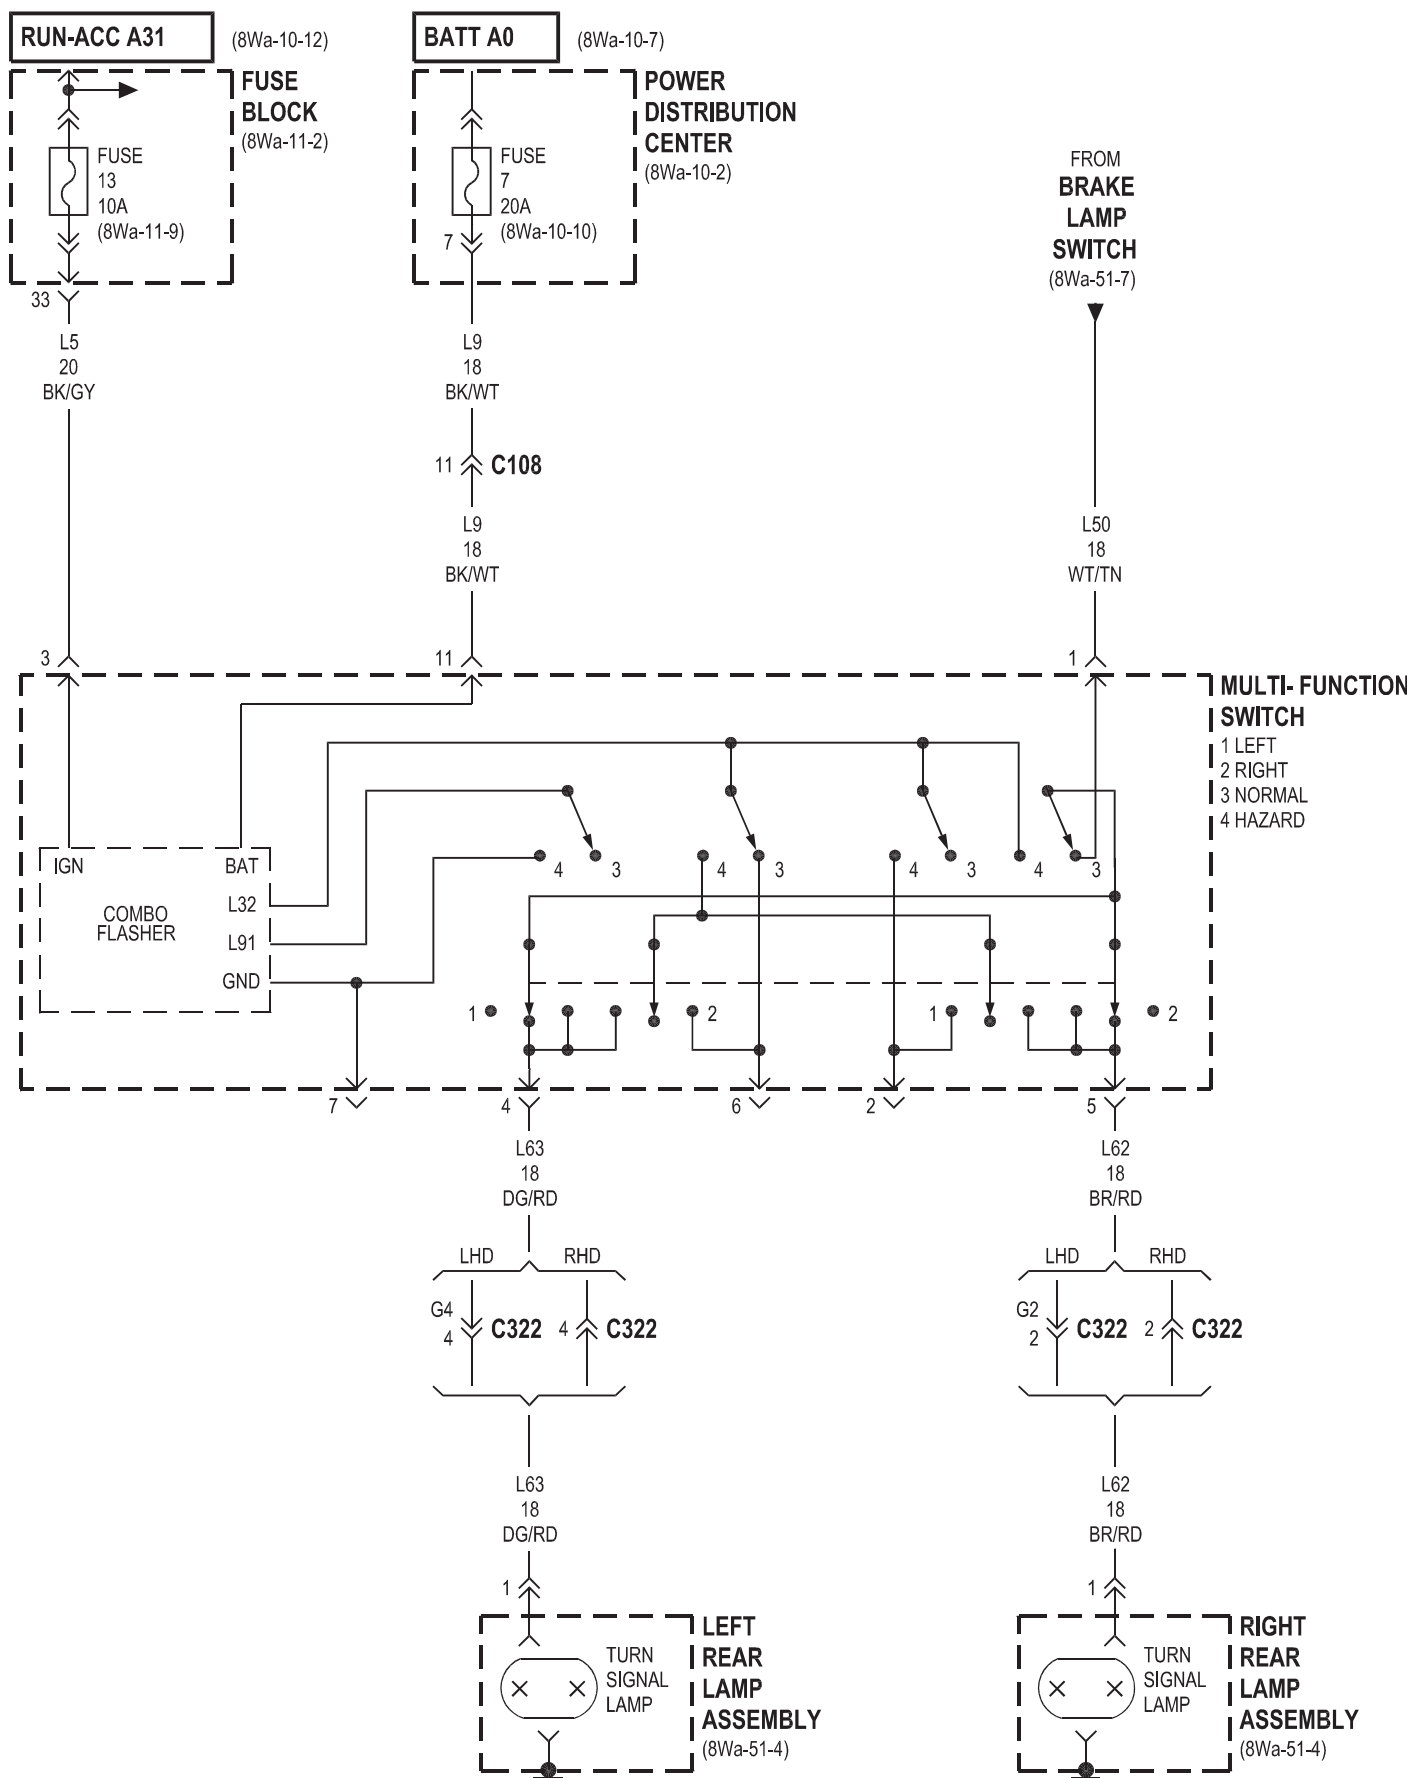 RUN-ACC A31
(8Wa-10-12)
BATT A0
(8Wa-10-7)
FUSE
BLOCK
(8Wa-11-2)
POWER
DISTRIBUTION
CENTER
(8Wa-10-2)
FUSE
13
10A
(8Wa-11-9)
FUSE
7
20A
(8Wa-10-10)
7
FROM
BRAKE
LAMP
SWITCH
(8Wa-51-7)
33
L5
20
BK/GY
L9
18
BK/WT
11
C108
L9
18
BK/WT
L50
18
WT/TN
3
11
1
MULTI- FUNCTION
SWITCH
1 LEFT
2 RIGHT
3 NORMAL
4 HAZARD
IGN
BAT
L32
COMBO
FLASHER
L91
GND
4 3 4 3 4 3 4 3
1 2 1 2
7 4 6 2 5
L63
18
DG/RD
L62
18
BR/RD
LHD RHD
LHD RHD
G4
4
C322
4
C322
G2
2
C322
2
C322
L63
18
DG/RD
L62
18
BR/RD
1
1
TURN
SIGNAL
LAMP
LEFT
REAR
LAMP
ASSEMBLY
(8Wa-51-4)
TURN
SIGNAL
LAMP
RIGHT
REAR
LAMP
ASSEMBLY
(8Wa-51-4)